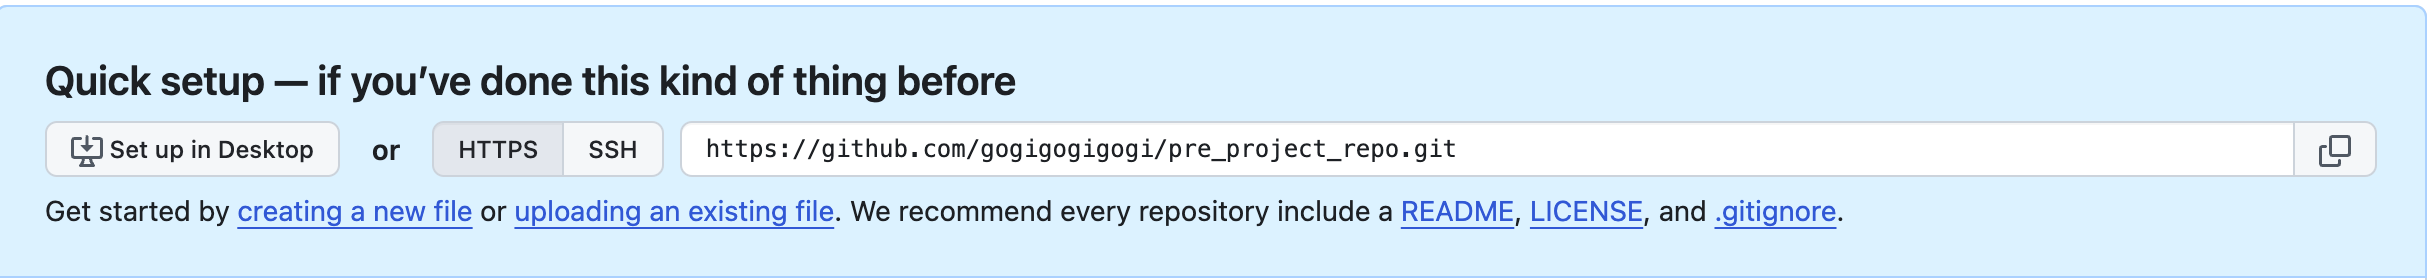 Quick setup — if you’ve done this kind of thing before
Set up in Desktop or HTTPS SSH https://github.com/gogigogigogi/pre_project_repo.git
Get started by creating a new file or uploading an existing file. We recommend every repository include a README, LICENSE, and .gitignore.